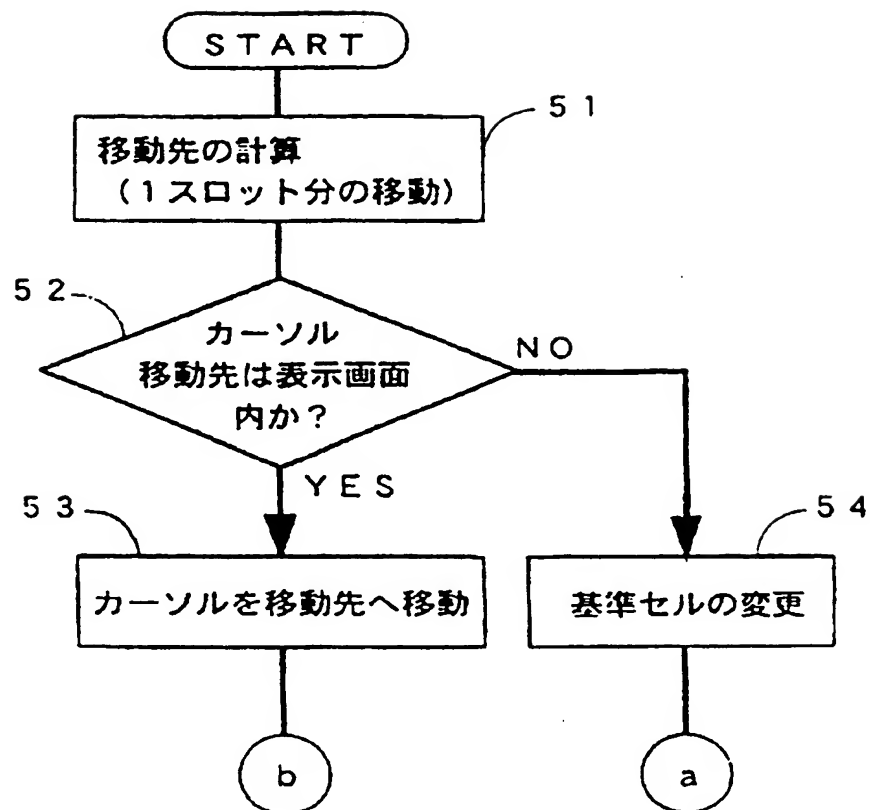 START
51
移動先の計算
(1スロット分の移動)
52
カーソル
移動先は表示画面
内か?
NO
YES
53
カーソルを移動先へ移動
54
基準セルの変更
b
a